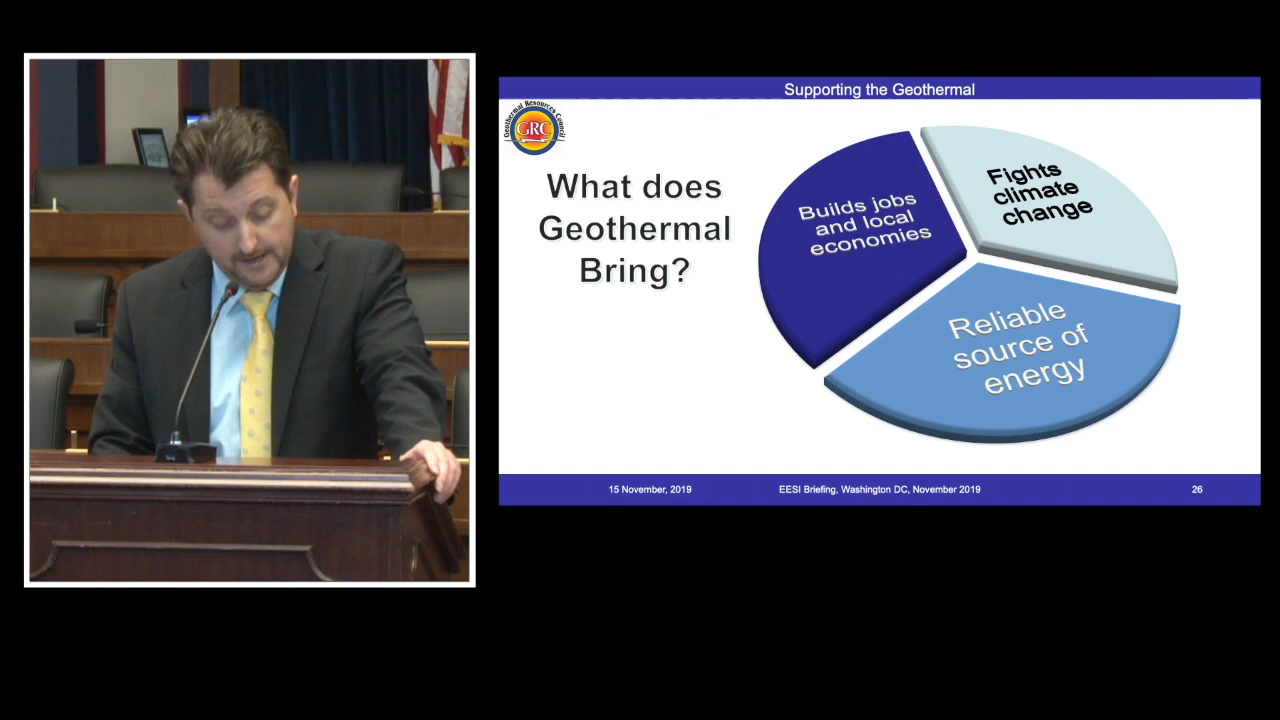 Supporting the Geothermal
Geothermal Resources Council
GRC
What does
Geothermal
Bring?
Builds jobs
and local
economies
Fights
climate
change
Reliable
source of
energy
15 November, 2019
EESI Briefing, Washington DC, November 2019
26